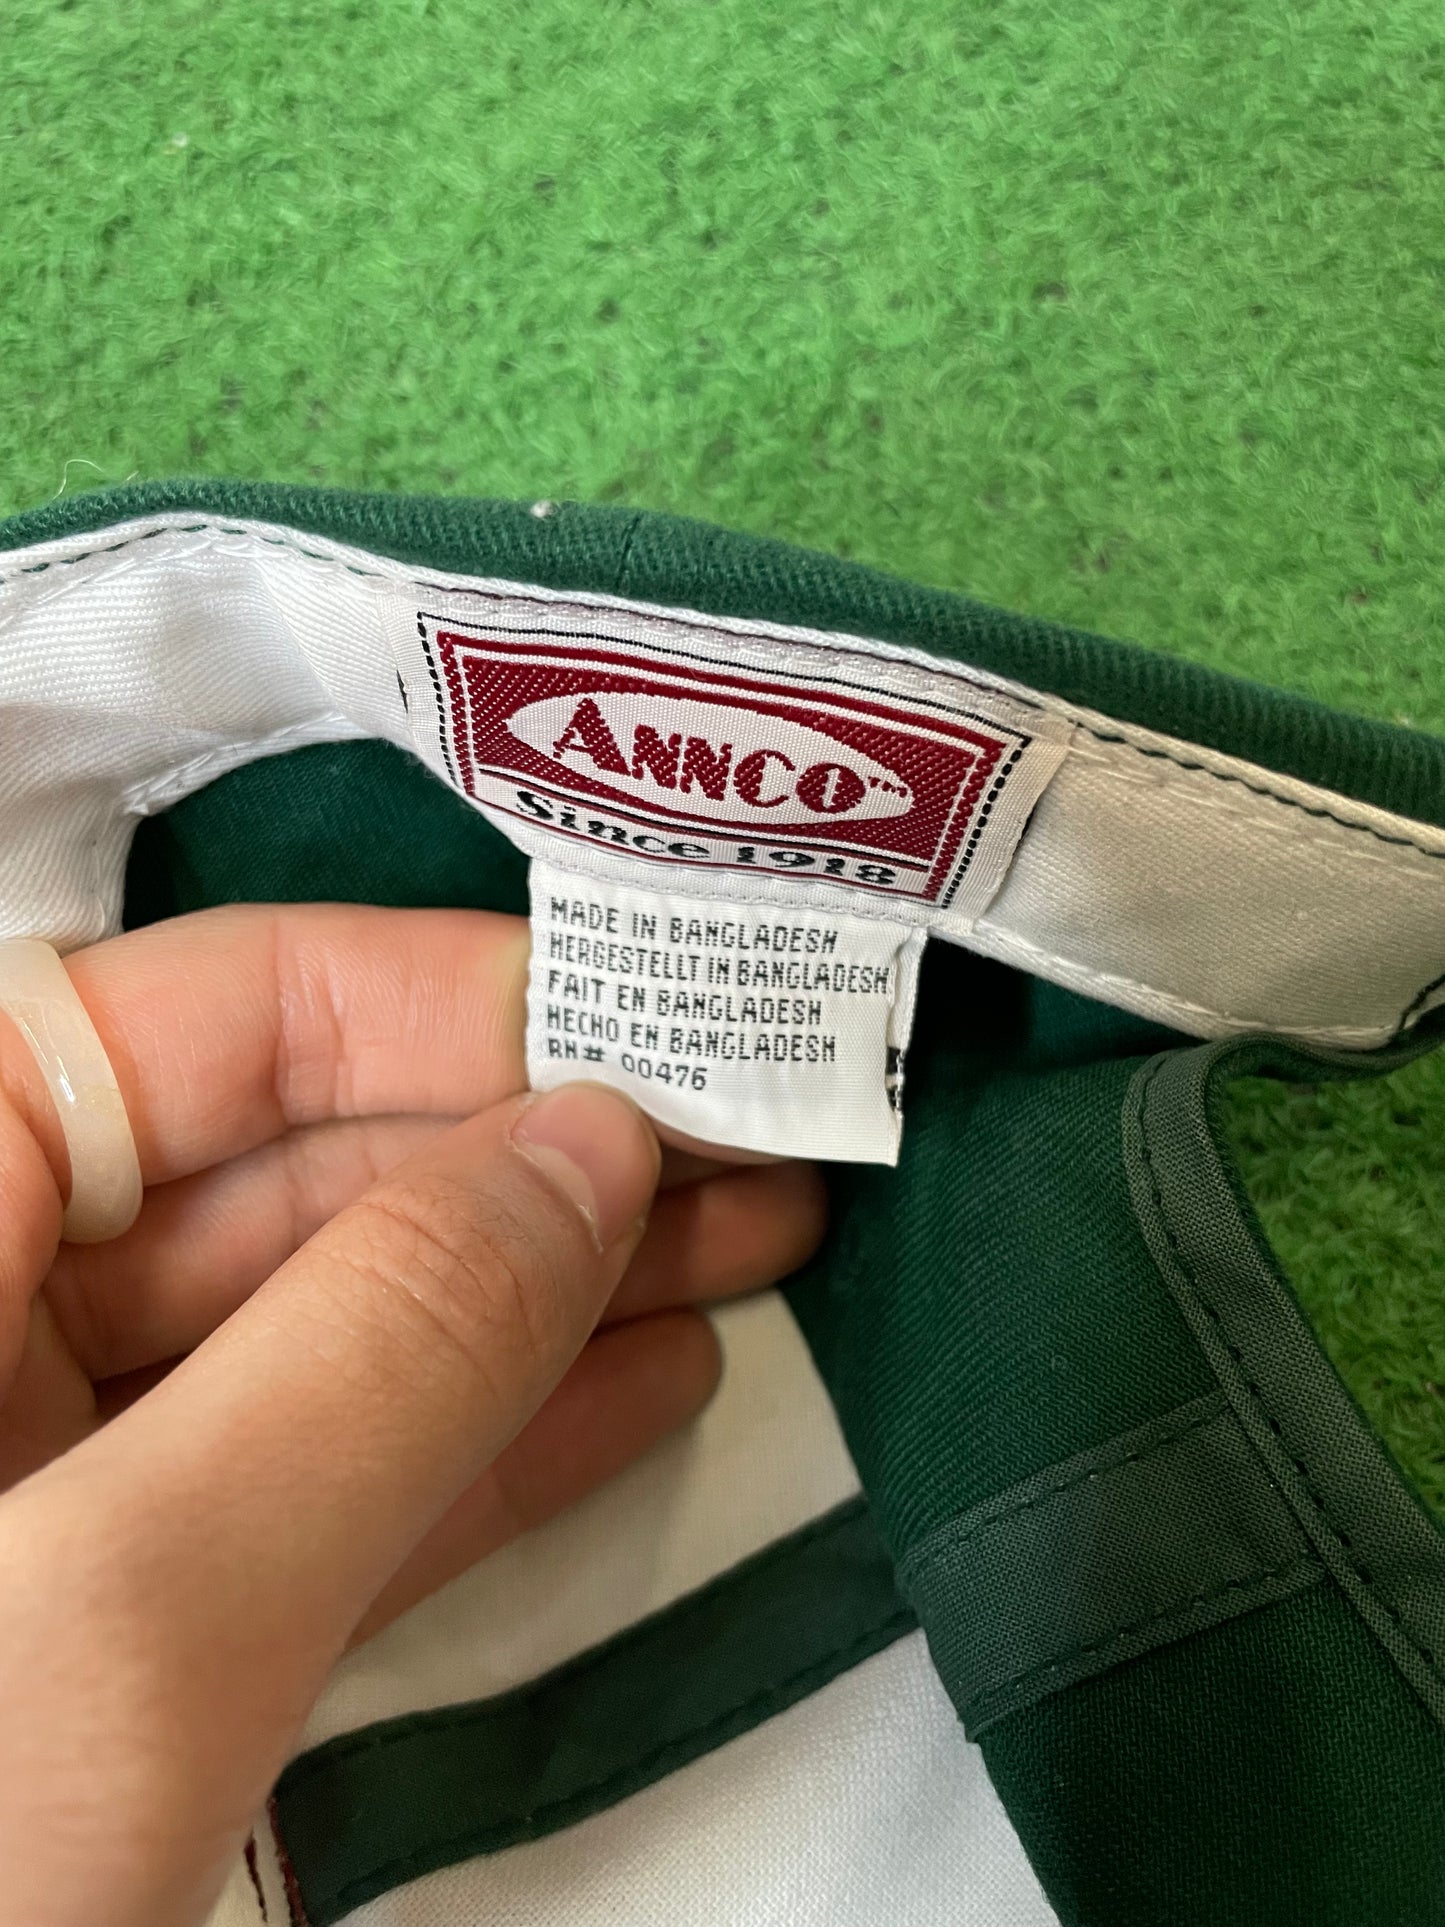 ANNCO™
Since 1918
MADE IN BANGLADESH
HERGESTELLT IN BANGLADESH
FAIT EN BANGLADESH
HECHO EN BANGLADESH
RN# 00476